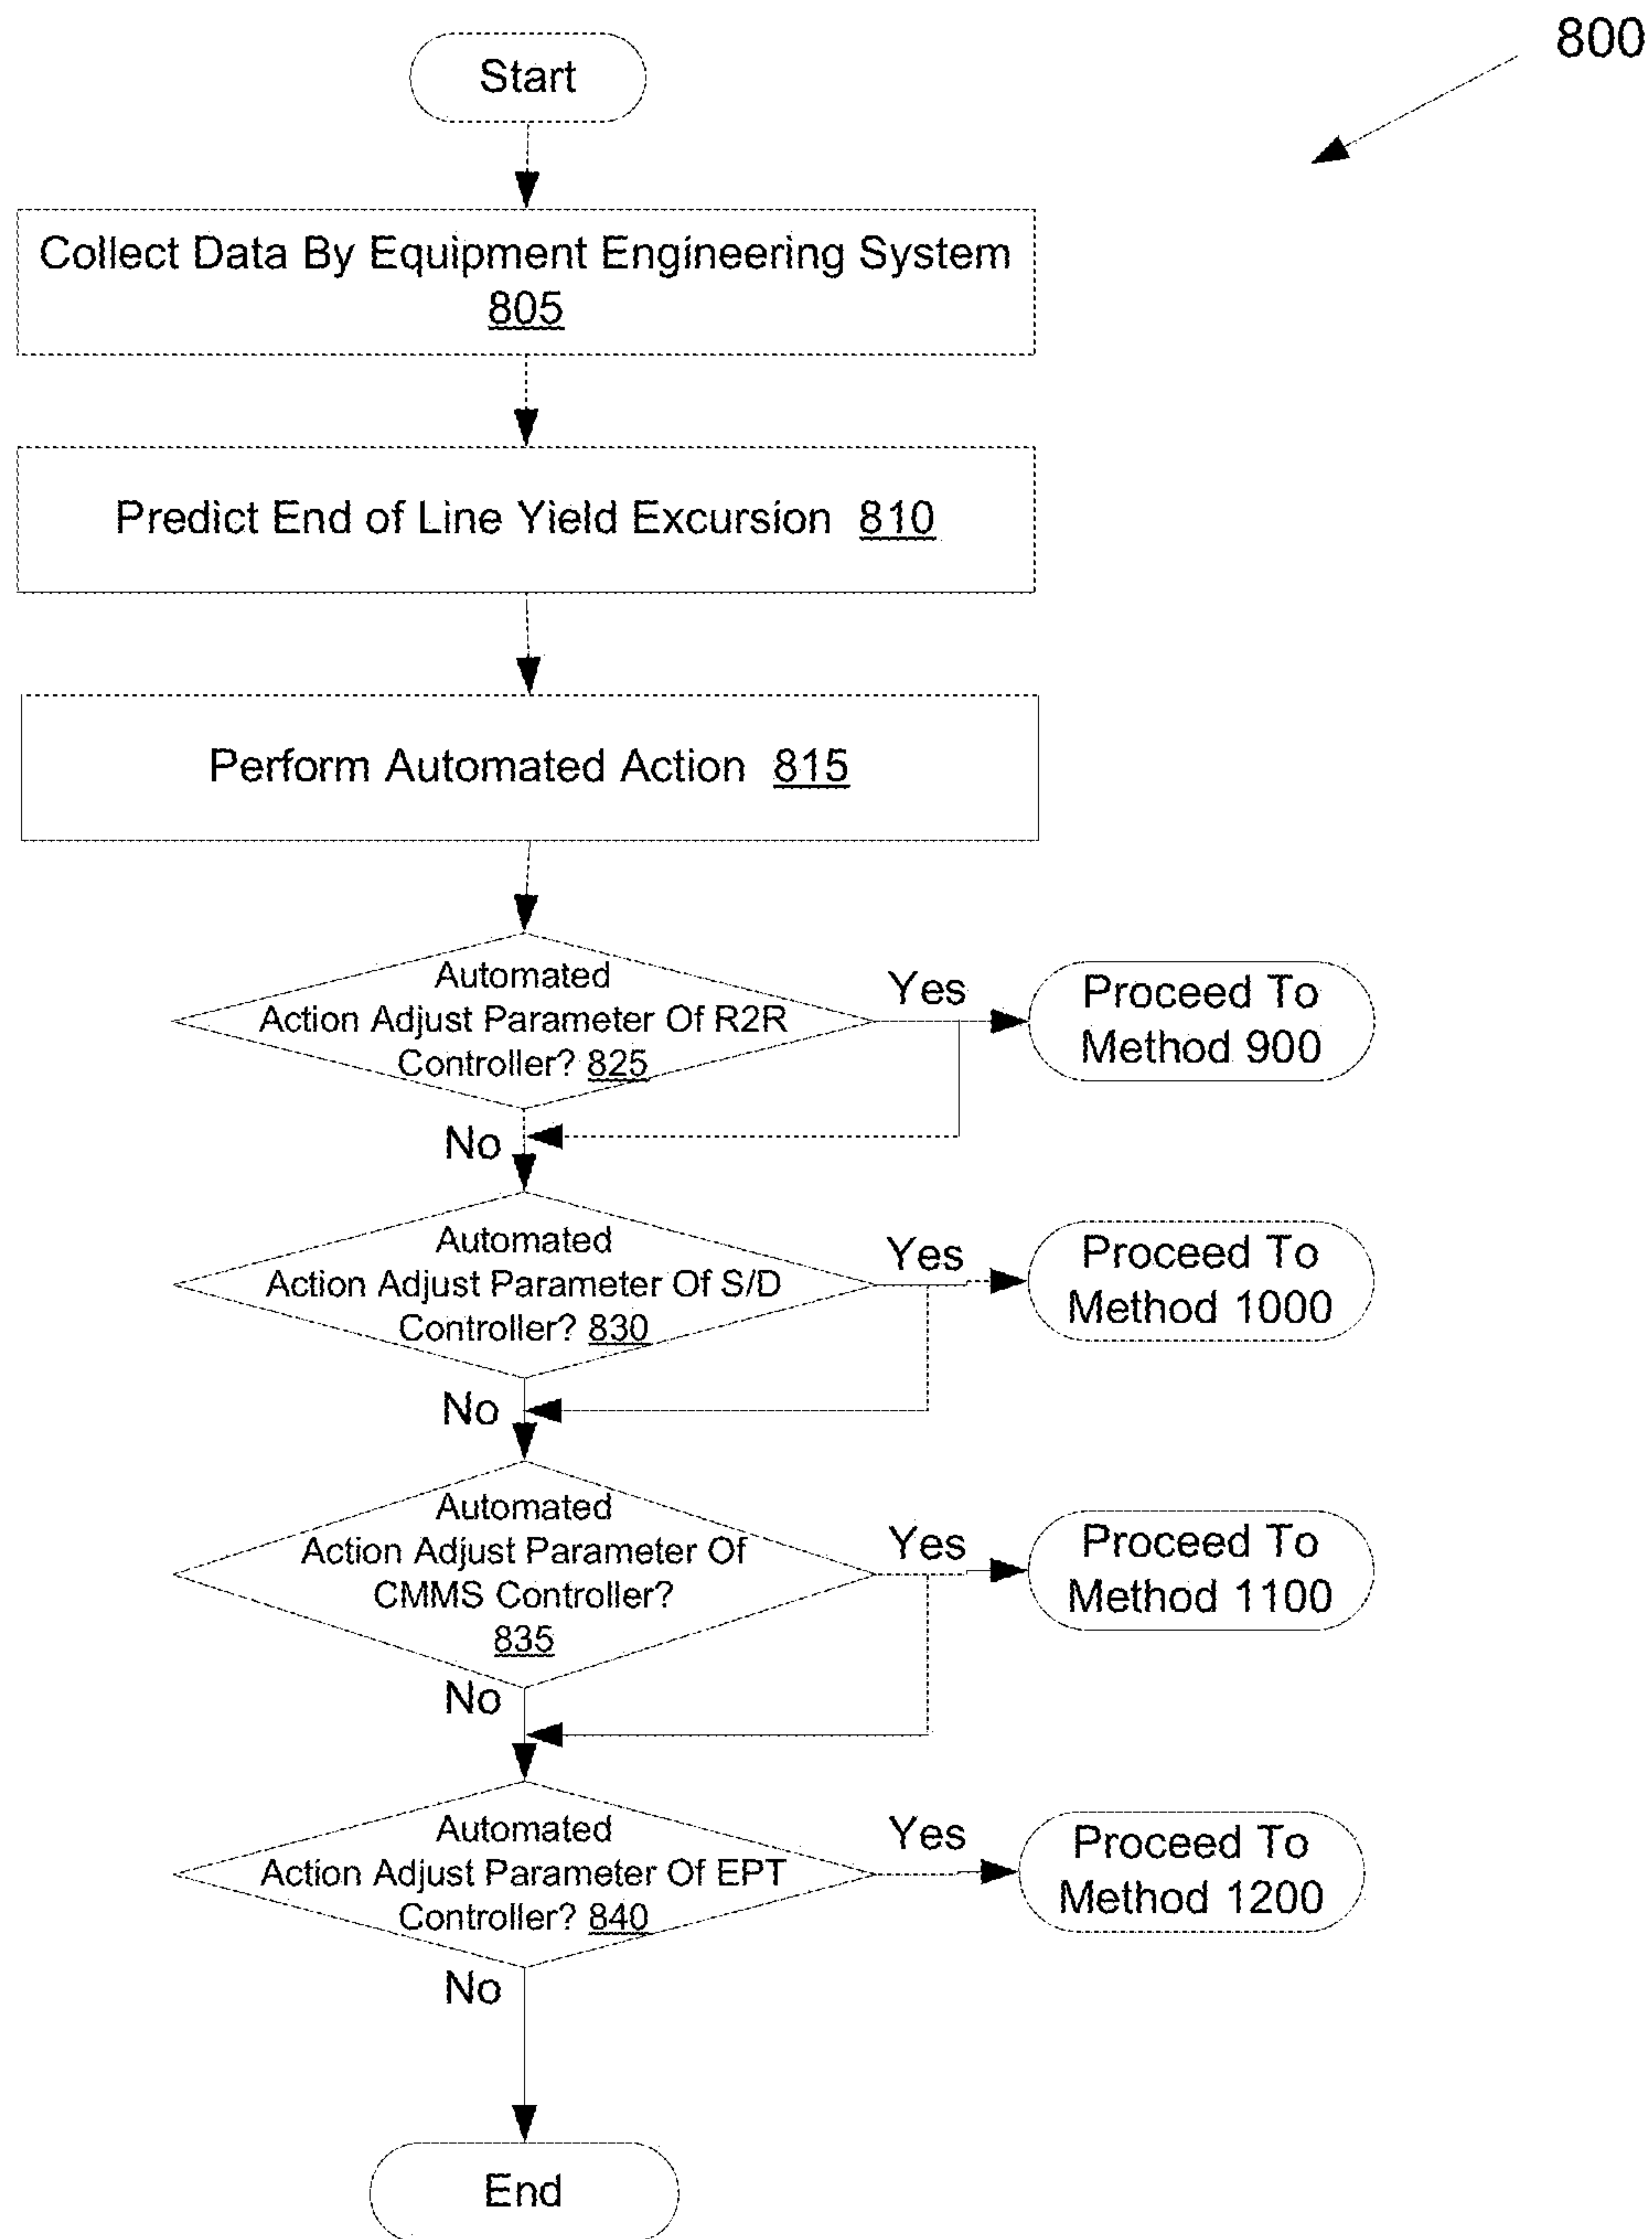 800
Start
Collect Data By Equipment Engineering System
805
Predict End of Line Yield Excursion 810
Perform Automated Action 815
Automated
Action Adjust Parameter Of R2R
Controller? 825
Yes
Proceed To
Method 900
No
Automated
Action Adjust Parameter Of S/D
Controller? 830
Yes
Proceed To
Method 1000
No
Automated
Action Adjust Parameter Of
CMMS Controller?
835
Yes
Proceed To
Method 1100
No
Automated
Action Adjust Parameter Of EPT
Controller? 840
Yes
Proceed To
Method 1200
No
End